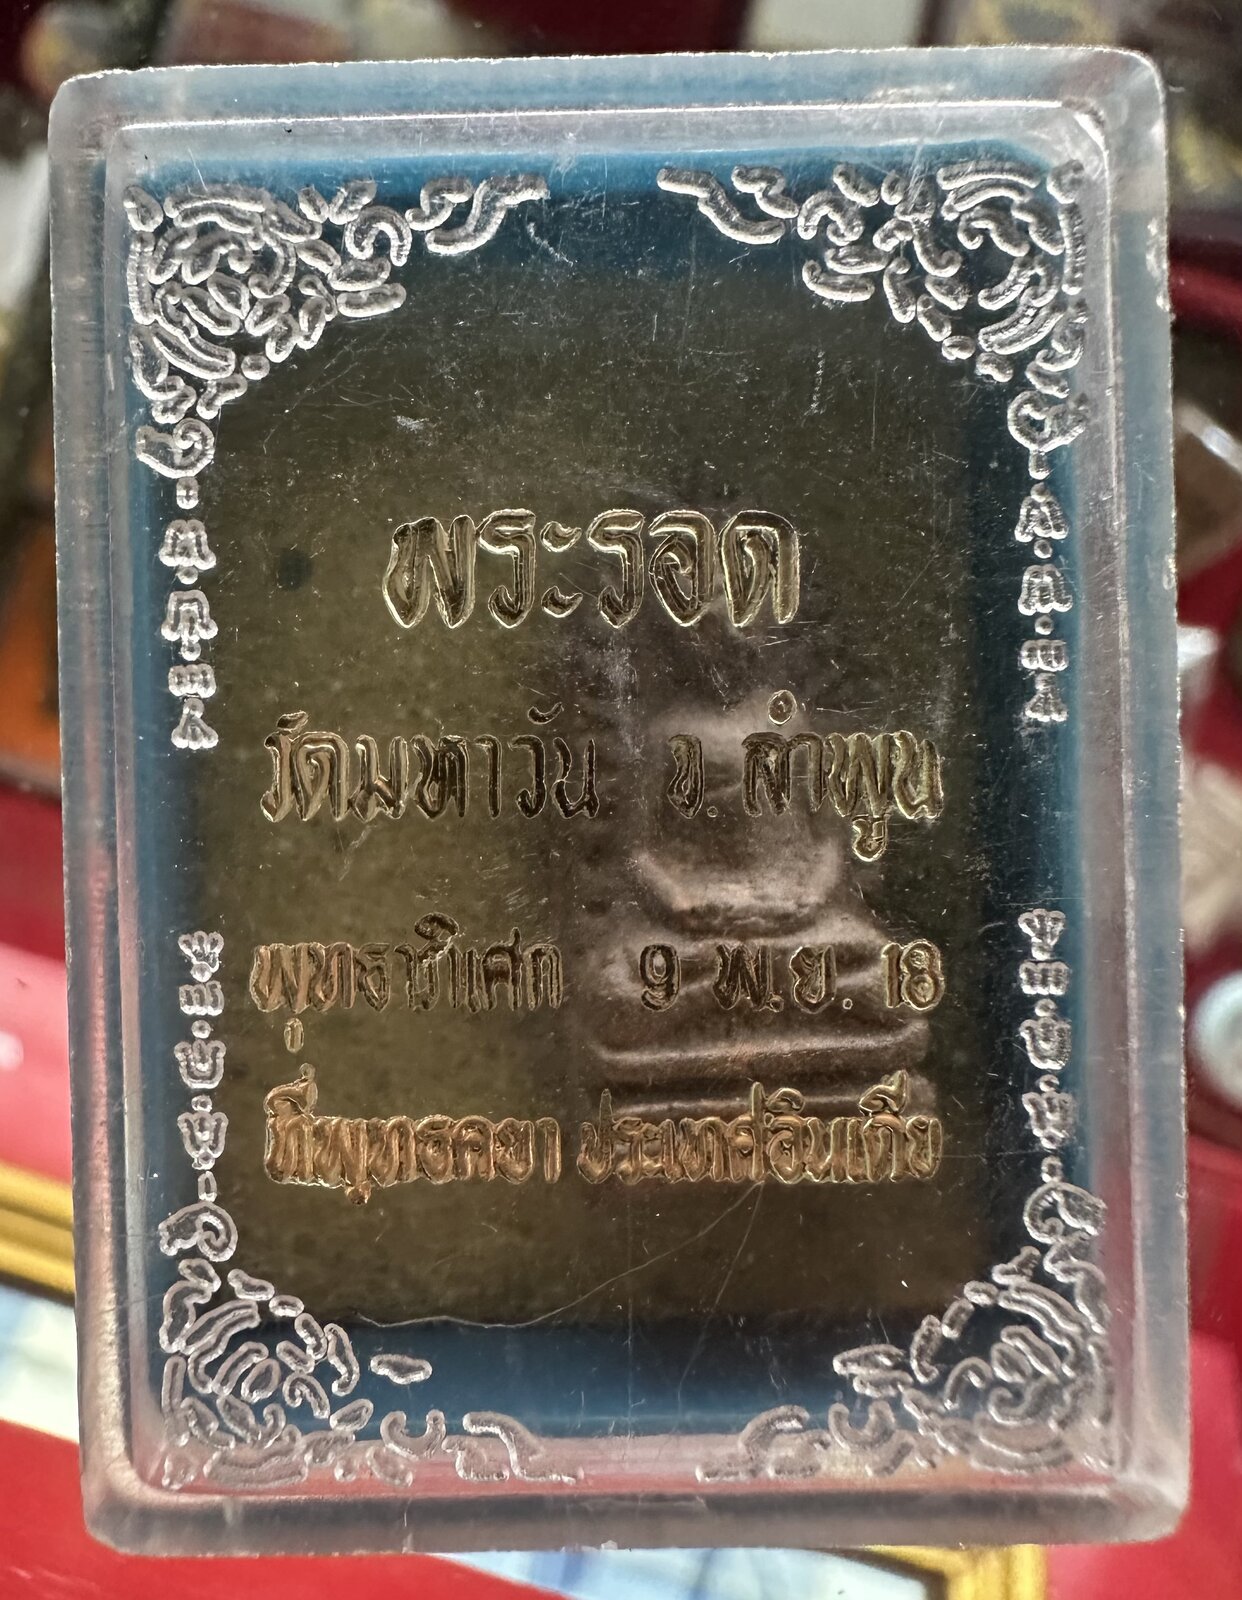 พระรอด
วัดมหาวัน จ.ลำพูน
พุทธาภิเศก 9 พ.ย. 18
ที่พุทธคยา ประเทศอินเดีย